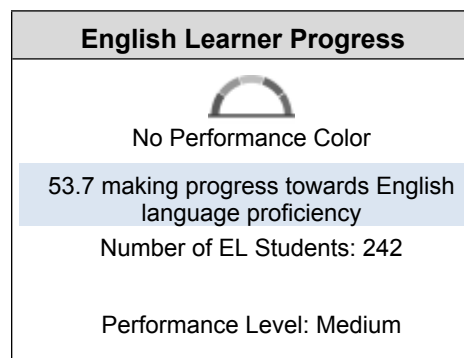 English Learner Progress
No Performance Color
53.7 making progress towards English
language proficiency
Number of EL Students: 242
Performance Level: Medium